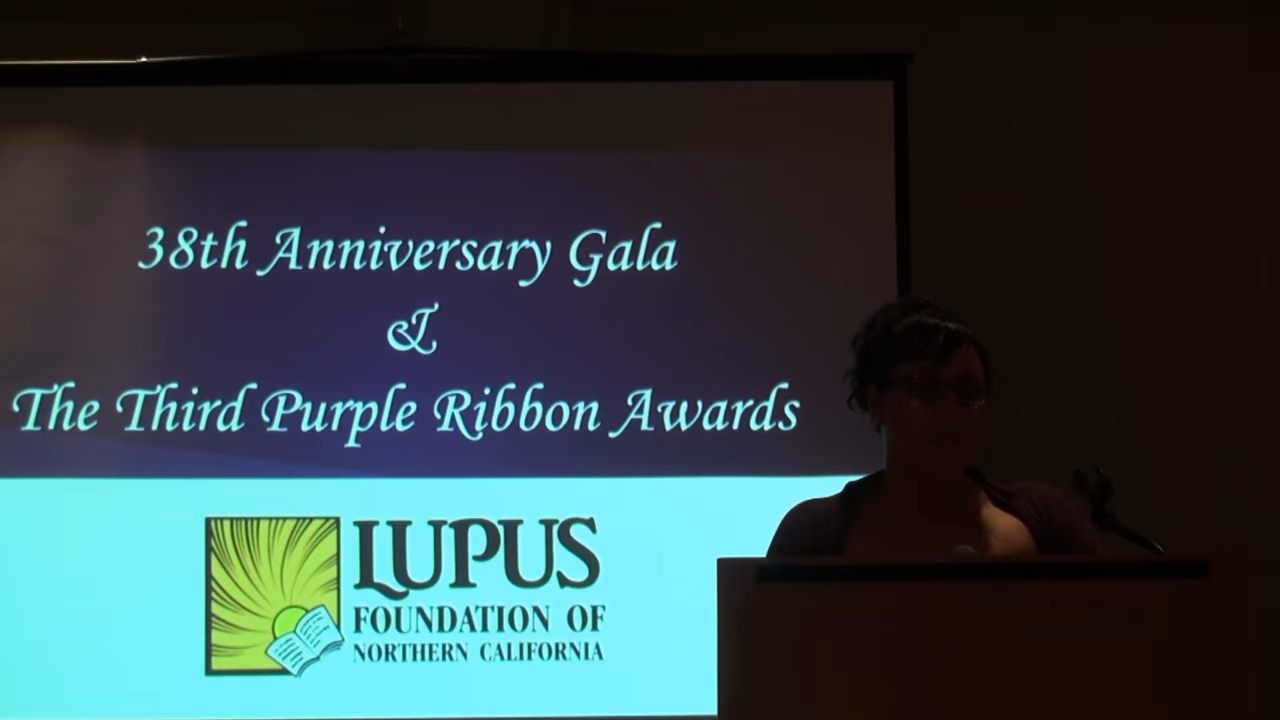 38th Anniversary Gala
&
The Third Purple Ribbon Awards
LUPUS
FOUNDATION OF
NORTHERN CALIFORNIA